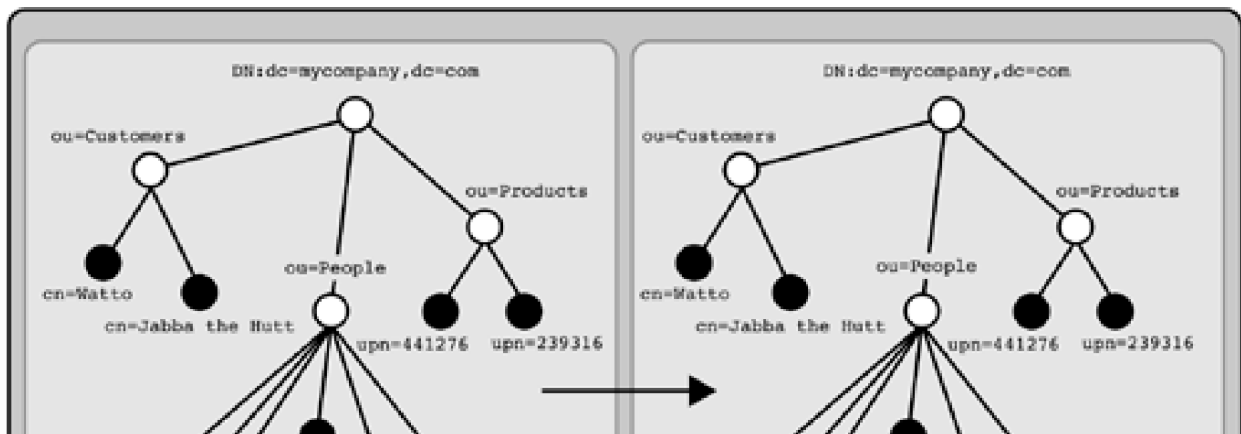 DN:dc=mycompany,dc=com
ou=Customers
ou=Products
ou=People
cn=Watto
cn=Jabba the Hutt
upn=441276
upn=239316
DN:dc=mycompany,dc=com
ou=Customers
ou=Products
ou=People
cn=Watto
cn=Jabba the Hutt
upn=441276
upn=239316